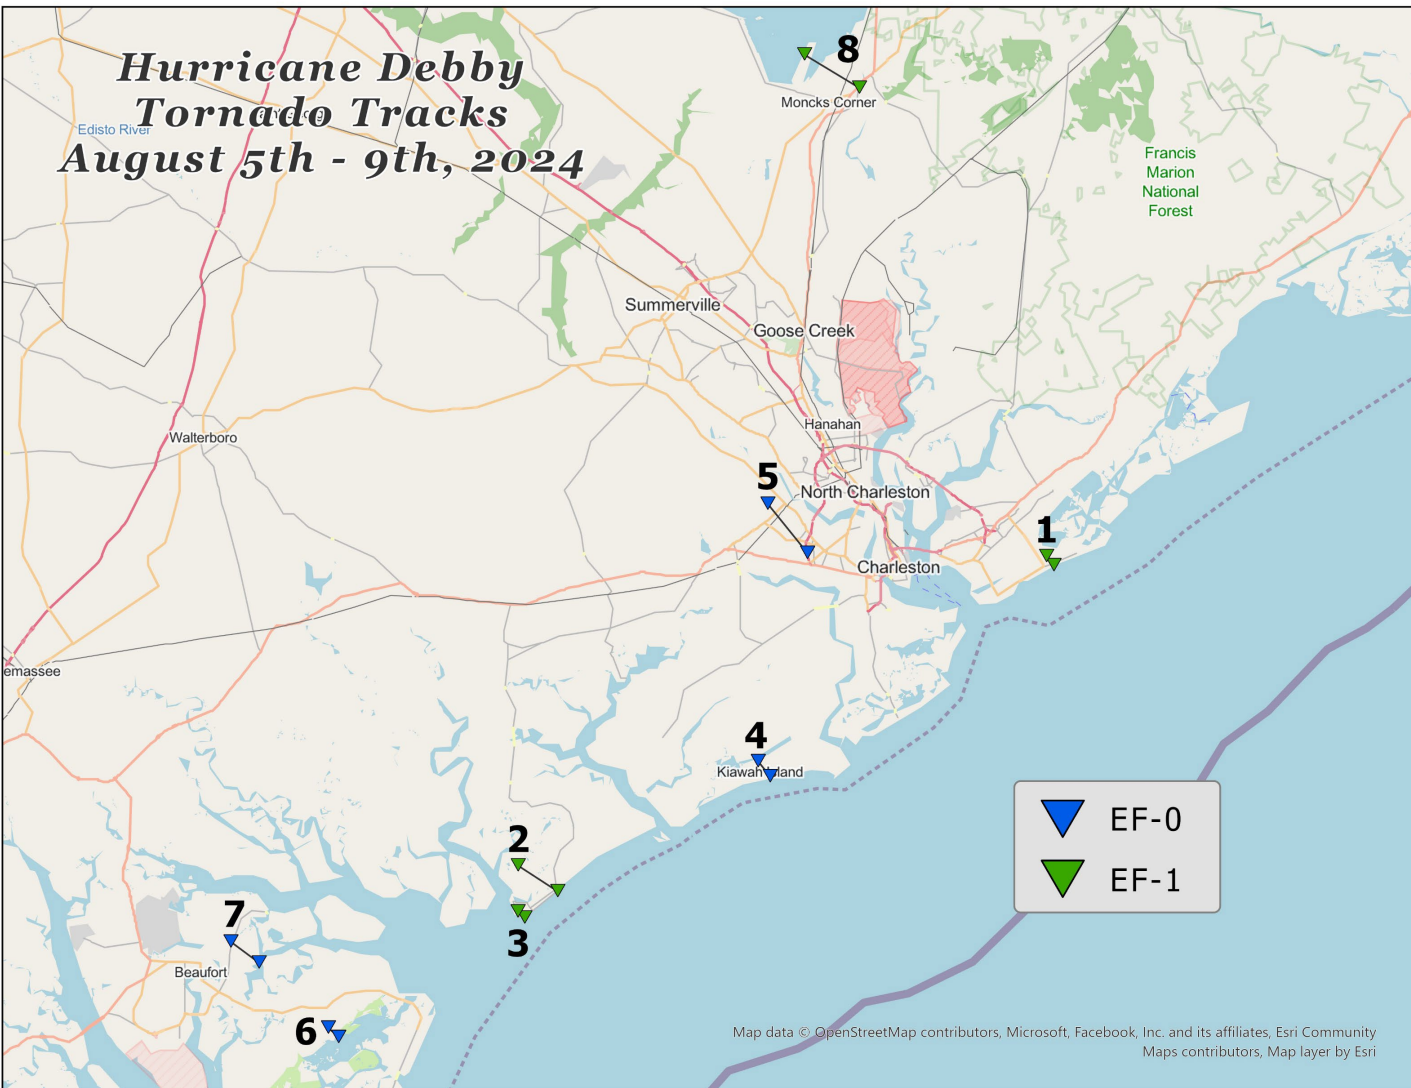 Hurricane Debby
Tornado Tracks
August 5th - 9th, 2024
Edisto River
8
Moncks Corner
Francis
Marion
National
Forest
Summerville
Goose Creek
Hanahan
Walterboro
5
North Charleston
1
Charleston
emassee
4
Kiawah Island
2
3
7
Beaufort
6
EF-0
EF-1
Map data © OpenStreetMap contributors, Microsoft, Facebook, Inc. and its affiliates, Esri Community
Maps contributors, Map layer by Esri